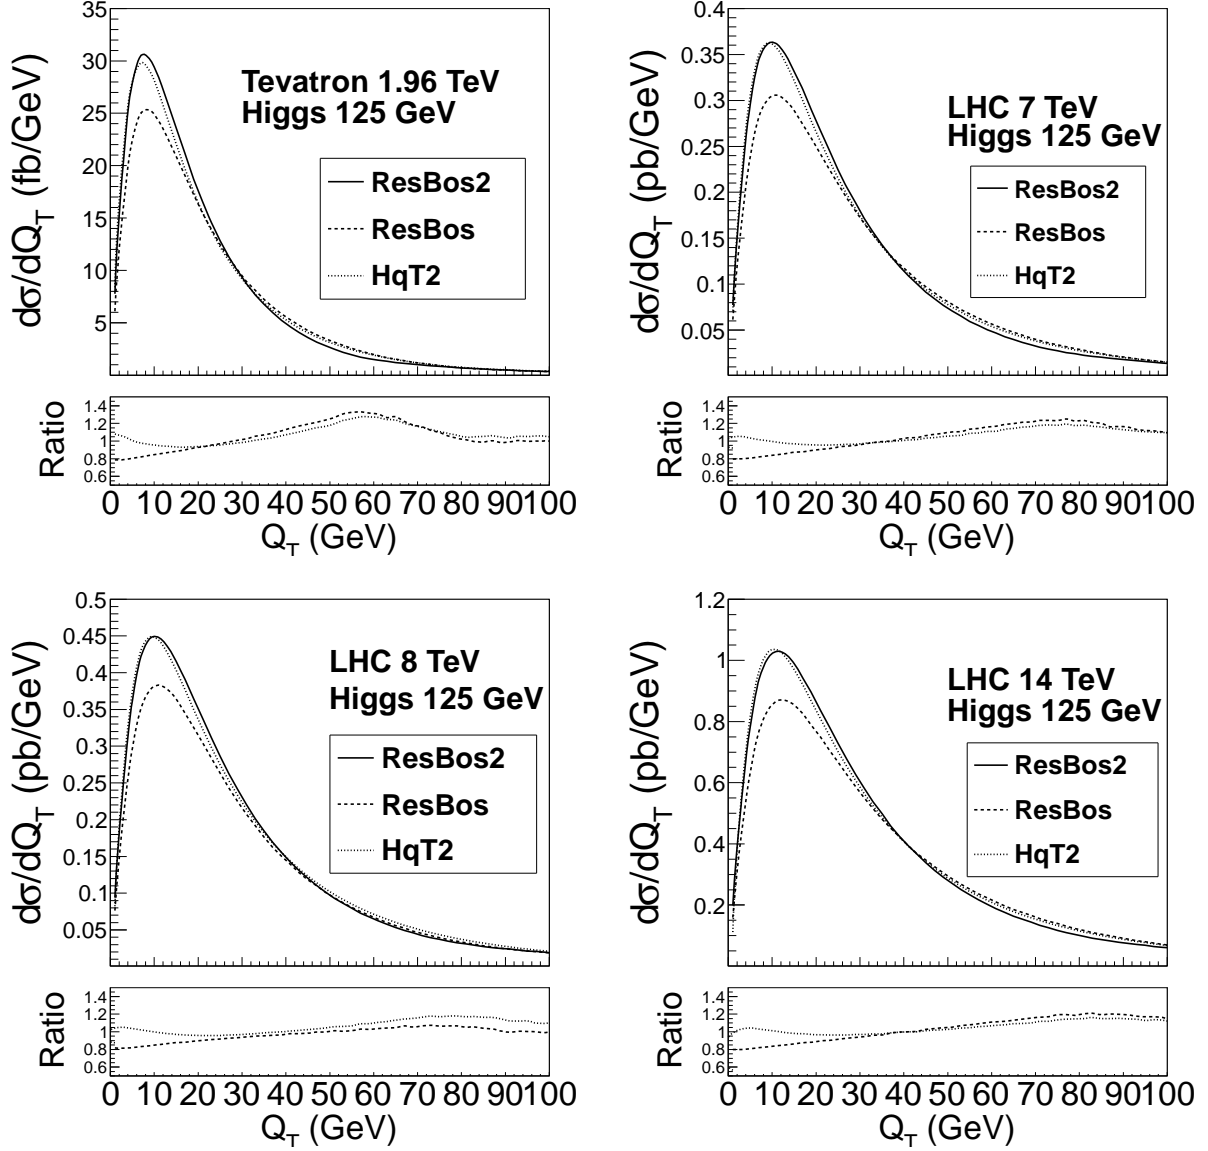 35
30
25
20
15
10
5
dσ/dQ_T (fb/GeV)
Tevatron 1.96 TeV
Higgs 125 GeV
ResBos2
ResBos
HqT2
1.4
1.2
1
0.8
0.6
Ratio
0 10 20 30 40 50 60 70 80 90 100
Q_T (GeV)
0.4
0.35
0.3
0.25
0.2
0.15
0.1
0.05
dσ/dQ_T (pb/GeV)
LHC 7 TeV
Higgs 125 GeV
ResBos2
ResBos
HqT2
1.4
1.2
1
0.8
0.6
Ratio
0 10 20 30 40 50 60 70 80 90 100
Q_T (GeV)
0.5
0.45
0.4
0.35
0.3
0.25
0.2
0.15
0.1
0.05
dσ/dQ_T (pb/GeV)
LHC 8 TeV
Higgs 125 GeV
ResBos2
ResBos
HqT2
1.4
1.2
1
0.8
0.6
Ratio
0 10 20 30 40 50 60 70 80 90 100
Q_T (GeV)
1.2
1
0.8
0.6
0.4
0.2
dσ/dQ_T (pb/GeV)
LHC 14 TeV
Higgs 125 GeV
ResBos2
ResBos
HqT2
1.4
1.2
1
0.8
0.6
Ratio
0 10 20 30 40 50 60 70 80 90 100
Q_T (GeV)